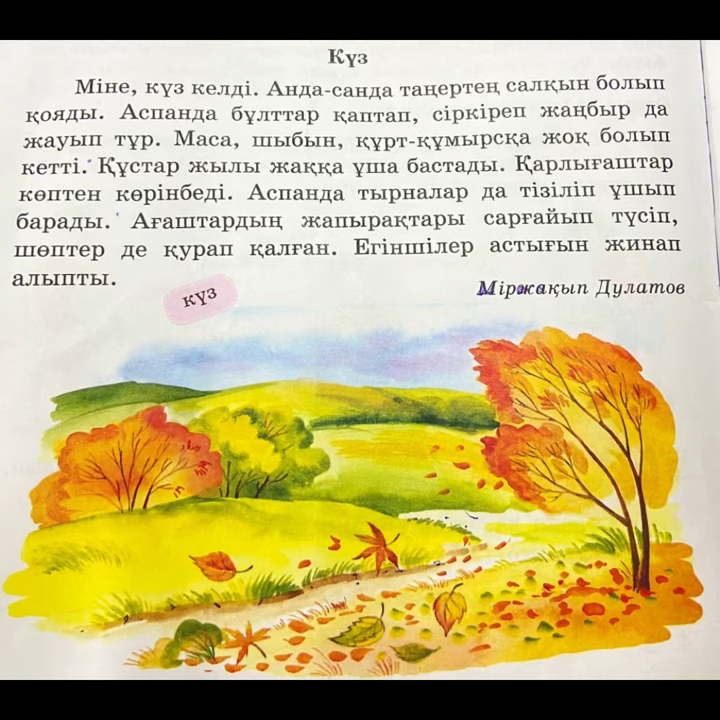 Күз
Міне, күз келді. Анда-санда таңертең салқын болып
қояды. Аспанда бұлттар қаптап, сіркіреп жаңбыр да
жауып тұр. Маса, шыбын, құрт-құмырсқа жоқ болып
кетті. Құстар жылы жаққа ұша бастады. Қарлығаштар
көптен көрінбеді. Аспанда тырналар да тізіліп ұшып
барады. Ағаштардың жапырақтары сарғайып түсіп,
шөптер де қурап қалған. Егіншілер астығын жинап
алыпты.
Міржақып Дулатов
күз